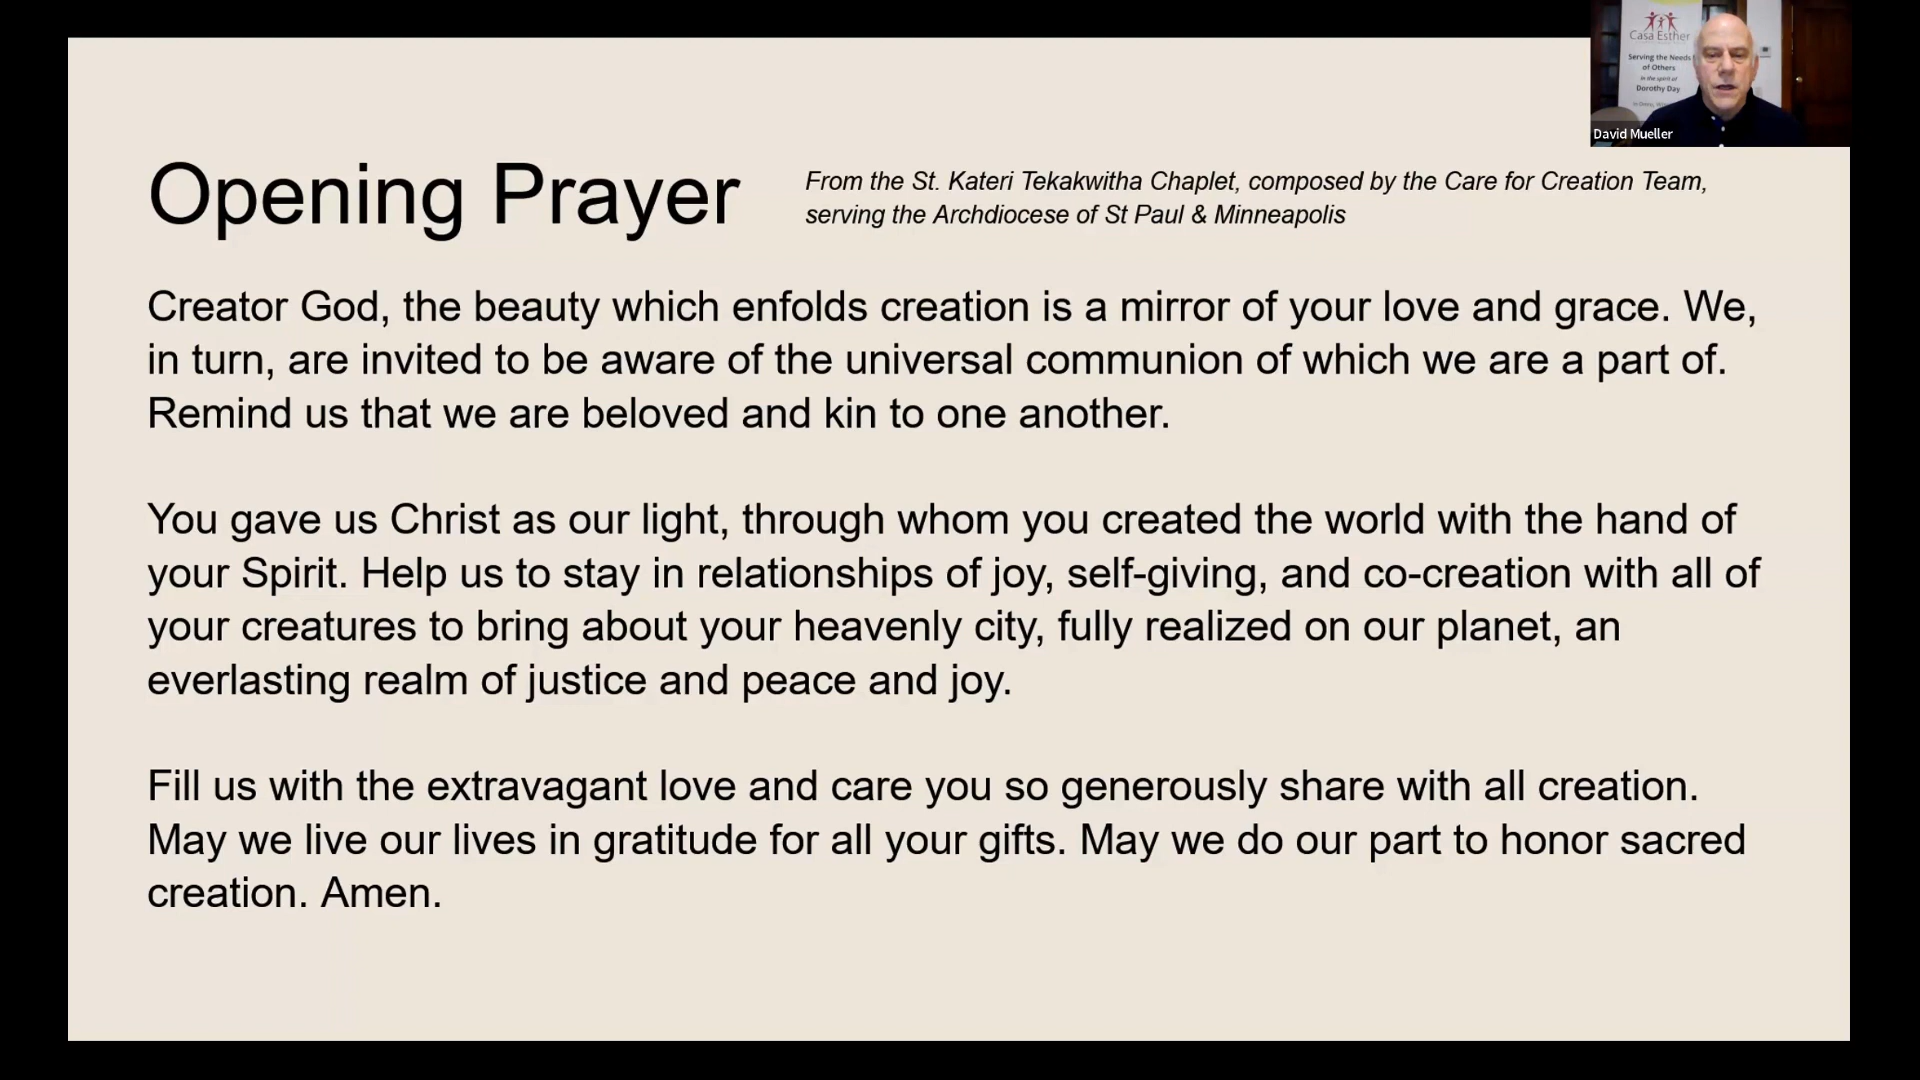 Casa Esther
Serving the Needs
of Others
in the spirit of
Dorothy Day
David Mueller
Opening Prayer
From the St. Kateri Tekakwitha Chaplet, composed by the Care for Creation Team,
serving the Archdiocese of St Paul & Minneapolis
Creator God, the beauty which enfolds creation is a mirror of your love and grace. We,
in turn, are invited to be aware of the universal communion of which we are a part of.
Remind us that we are beloved and kin to one another.
You gave us Christ as our light, through whom you created the world with the hand of
your Spirit. Help us to stay in relationships of joy, self-giving, and co-creation with all of
your creatures to bring about your heavenly city, fully realized on our planet, an
everlasting realm of justice and peace and joy.
Fill us with the extravagant love and care you so generously share with all creation.
May we live our lives in gratitude for all your gifts. May we do our part to honor sacred
creation. Amen.